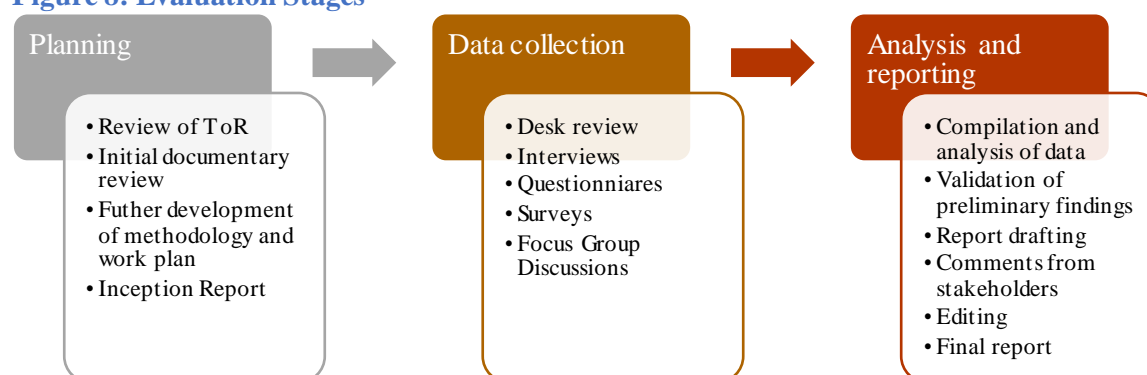 Figure 8: Evaluation Stages
Planning
• Review of ToR
• Initial documentary
review
• Futher development
of methodology and
work plan
• Inception Report
Data collection
• Desk review
• Interviews
• Questionniares
• Surveys
• Focus Group
Discussions
Analysis and
reporting
• Compilation and
analysis of data
• Validation of
preliminary findings
• Report drafting
• Comments from
stakeholders
• Editing
• Final report